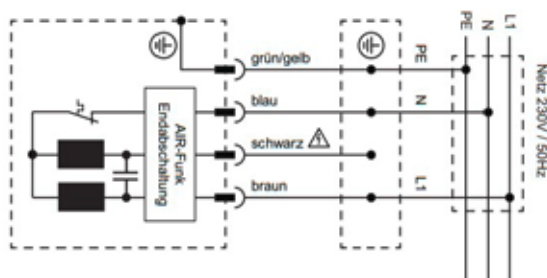 PE
N
L1
Netz 230V / 50Hz
grün/gelb
PE
blau
N
schwarz
braun
L1
AIR-Funk
Endabschaltung